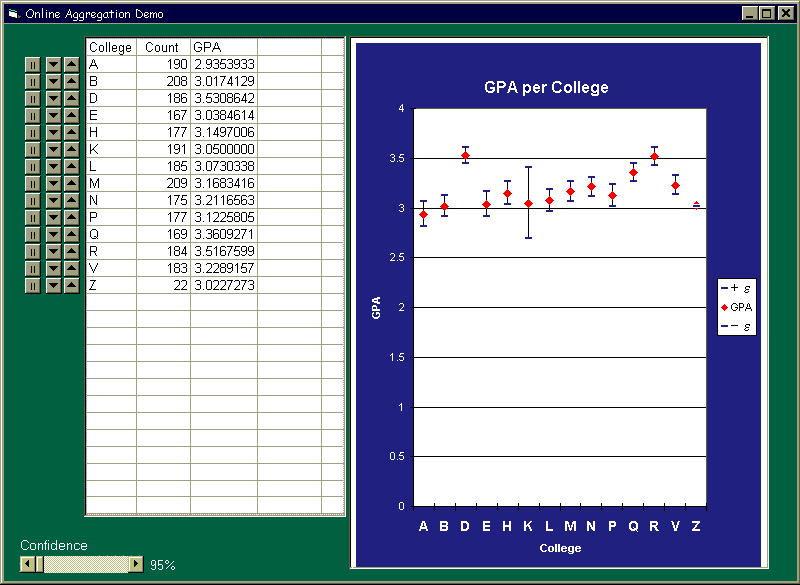 Online Aggregation Demo
College Count GPA
A 190 2.9353933
B 208 3.0174129
D 186 3.5308642
E 167 3.0384614
H 177 3.1497006
K 191 3.0500000
L 185 3.0730338
M 209 3.1683416
N 175 3.2116563
P 177 3.1225805
Q 169 3.3609271
R 184 3.5167599
V 183 3.2289157
Z 22 3.0227273
Confidence
95%
GPA per College
4
3.5
3
2.5
2
1.5
1
0.5
0
GPA
A B D E H K L M N P Q R V Z
College
+ ε
GPA
− ε